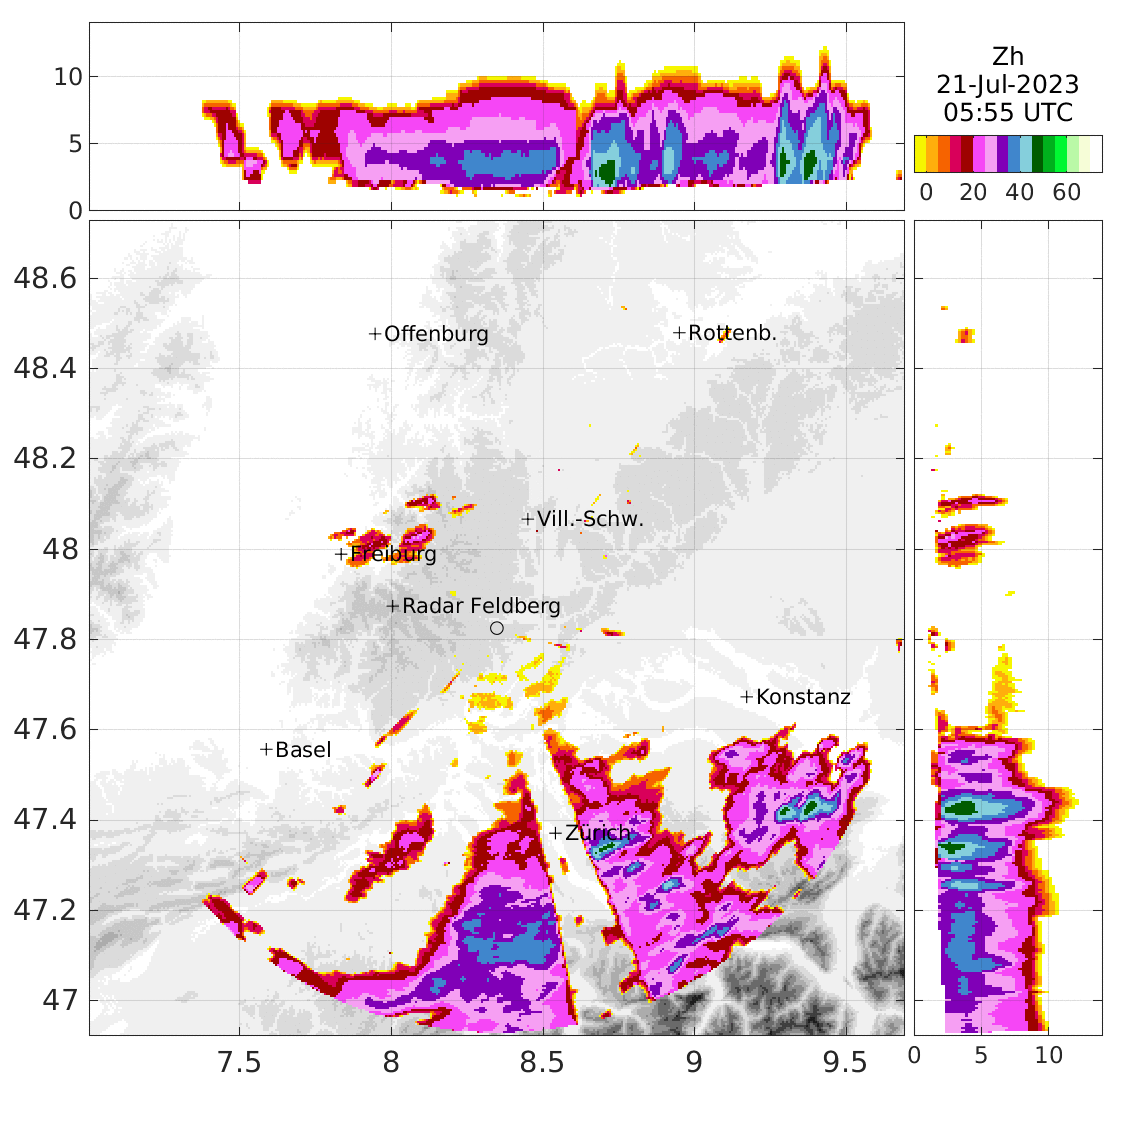 Zh
21-Jul-2023
05:55 UTC
0 20 40 60
10
5
0
48.6
48.4
48.2
48
47.8
47.6
47.4
47.2
47
+Offenburg
+Rottenb.
+Vill.-Schw.
+Freiburg
+Radar Feldberg
+Konstanz
+Basel
+Zürich
7.5 8 8.5 9 9.5
0 5 10